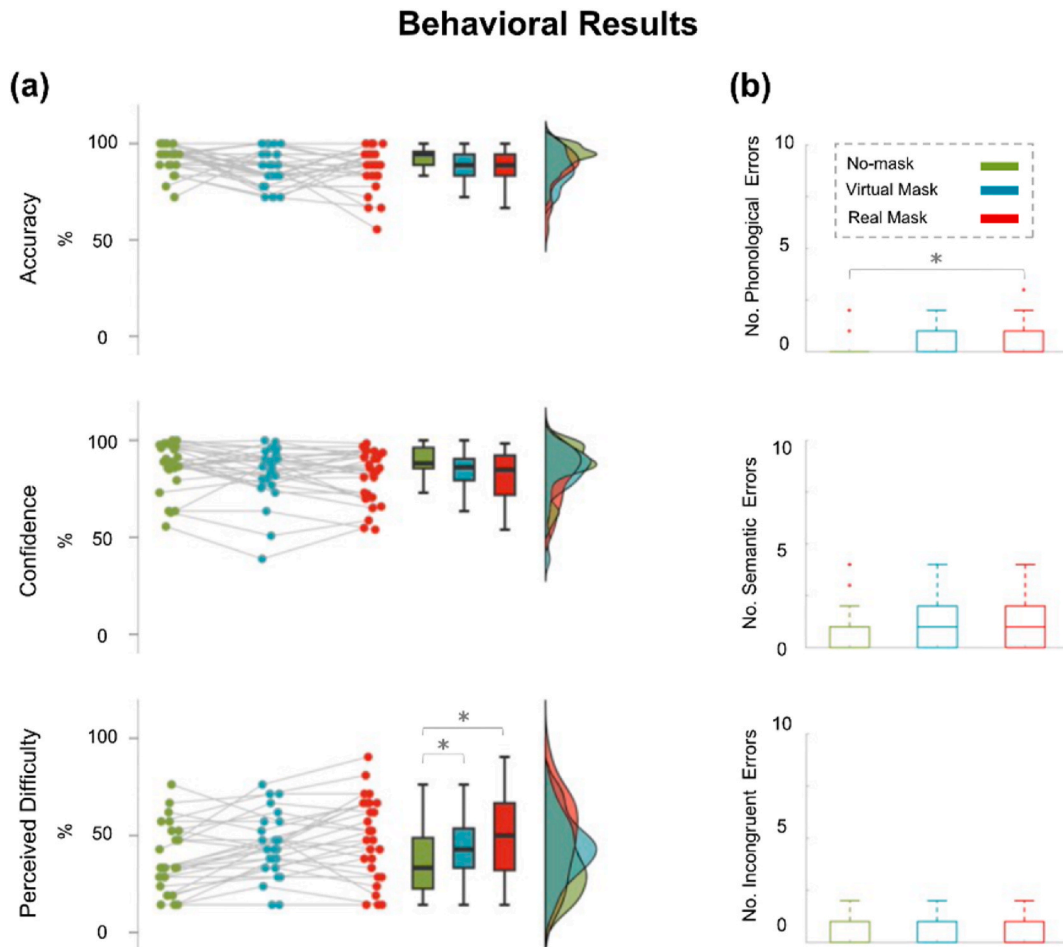 Behavioral Results
(a)
100
50
0
%
Accuracy
100
50
0
%
Confidence
100
50
0
%
Perceived Difficulty
*
*
(b)
10
5
0
No. Phonological Errors
No-mask
Virtual Mask
Real Mask
*
10
5
0
No. Semantic Errors
10
5
0
No. Incongruent Errors